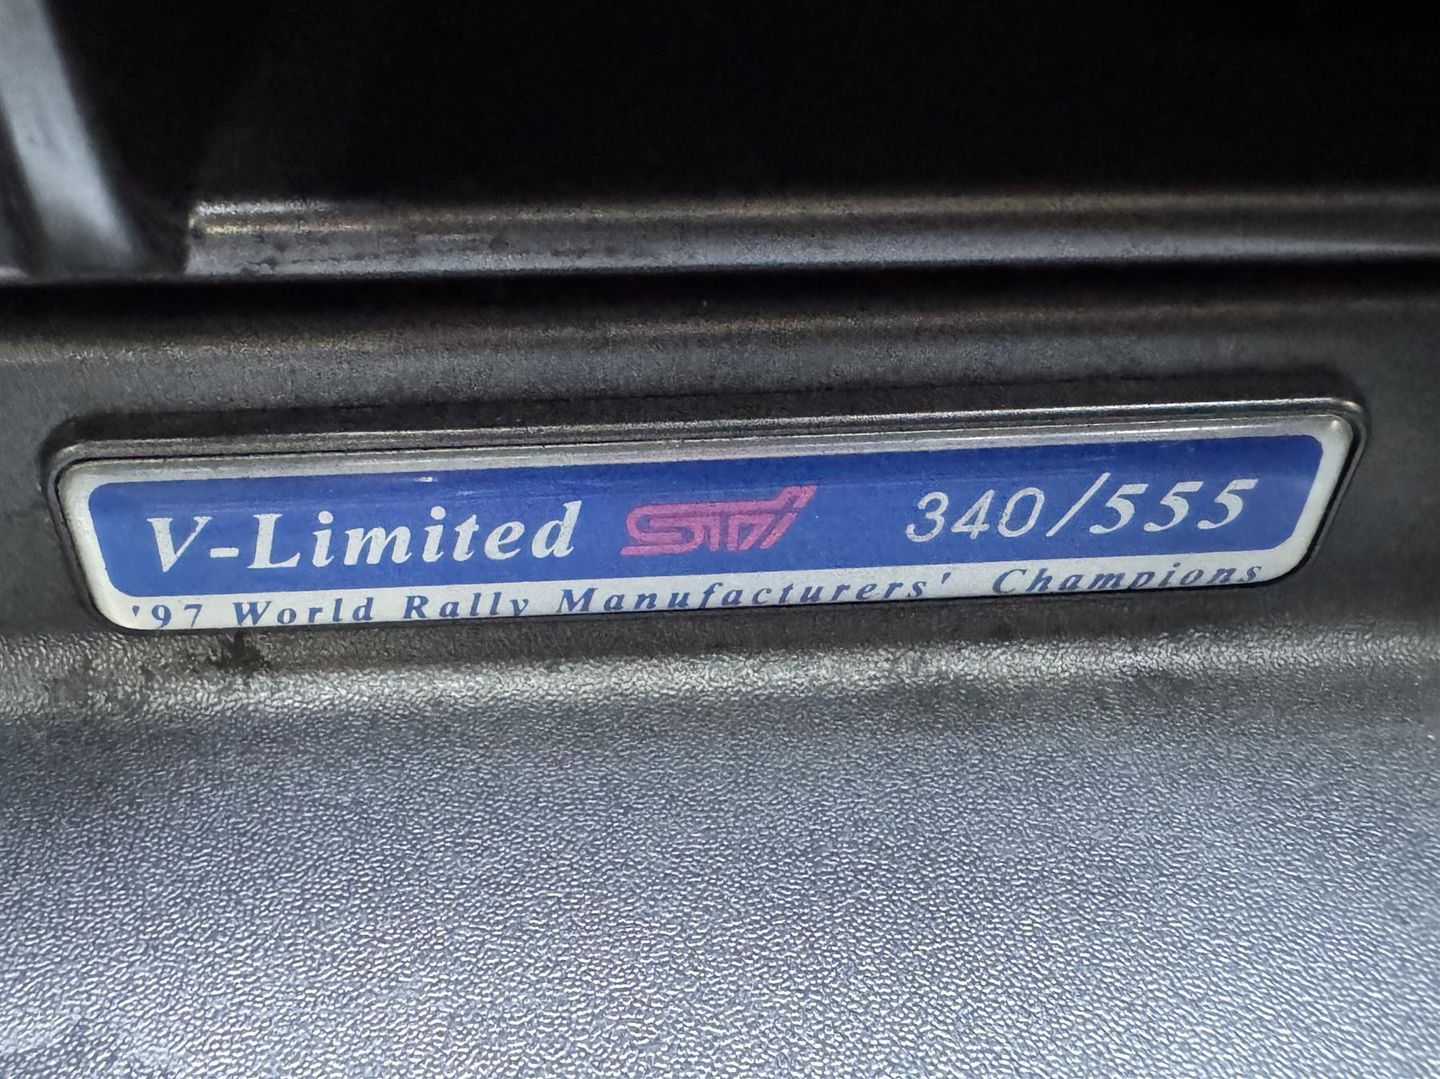 V-Limited STi 340/555
'97 World Rally Manufacturers' Champions